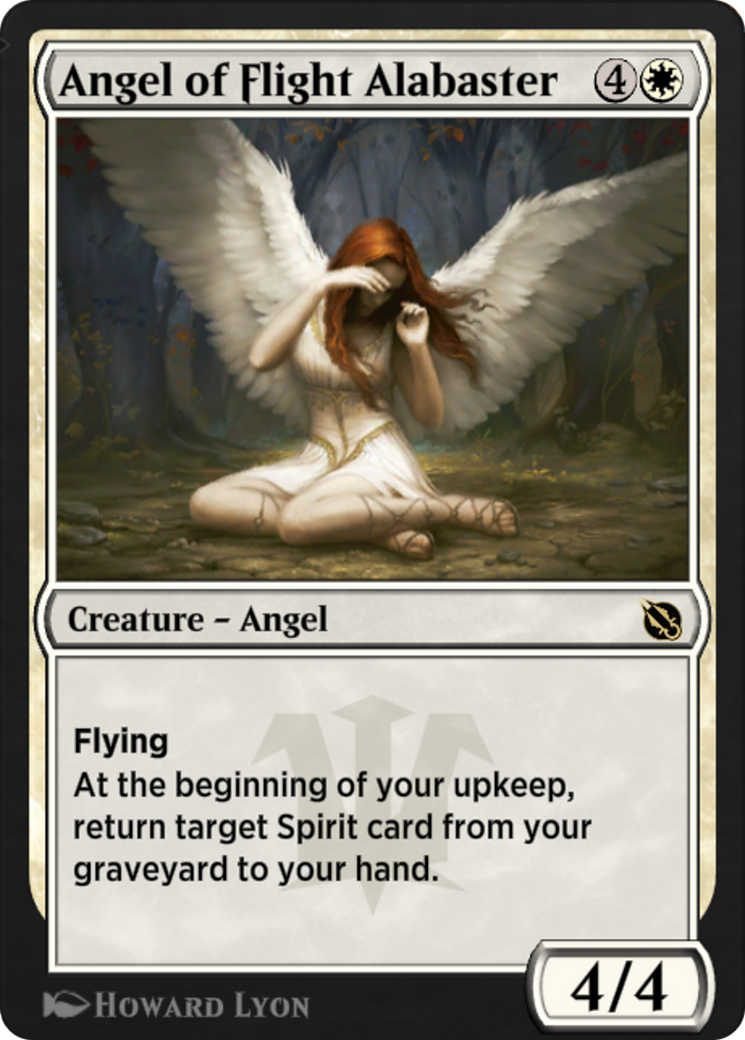 Angel of Flight Alabaster 4
Creature – Angel
Flying
At the beginning of your upkeep,
return target Spirit card from your
graveyard to your hand.
4/4
Howard Lyon